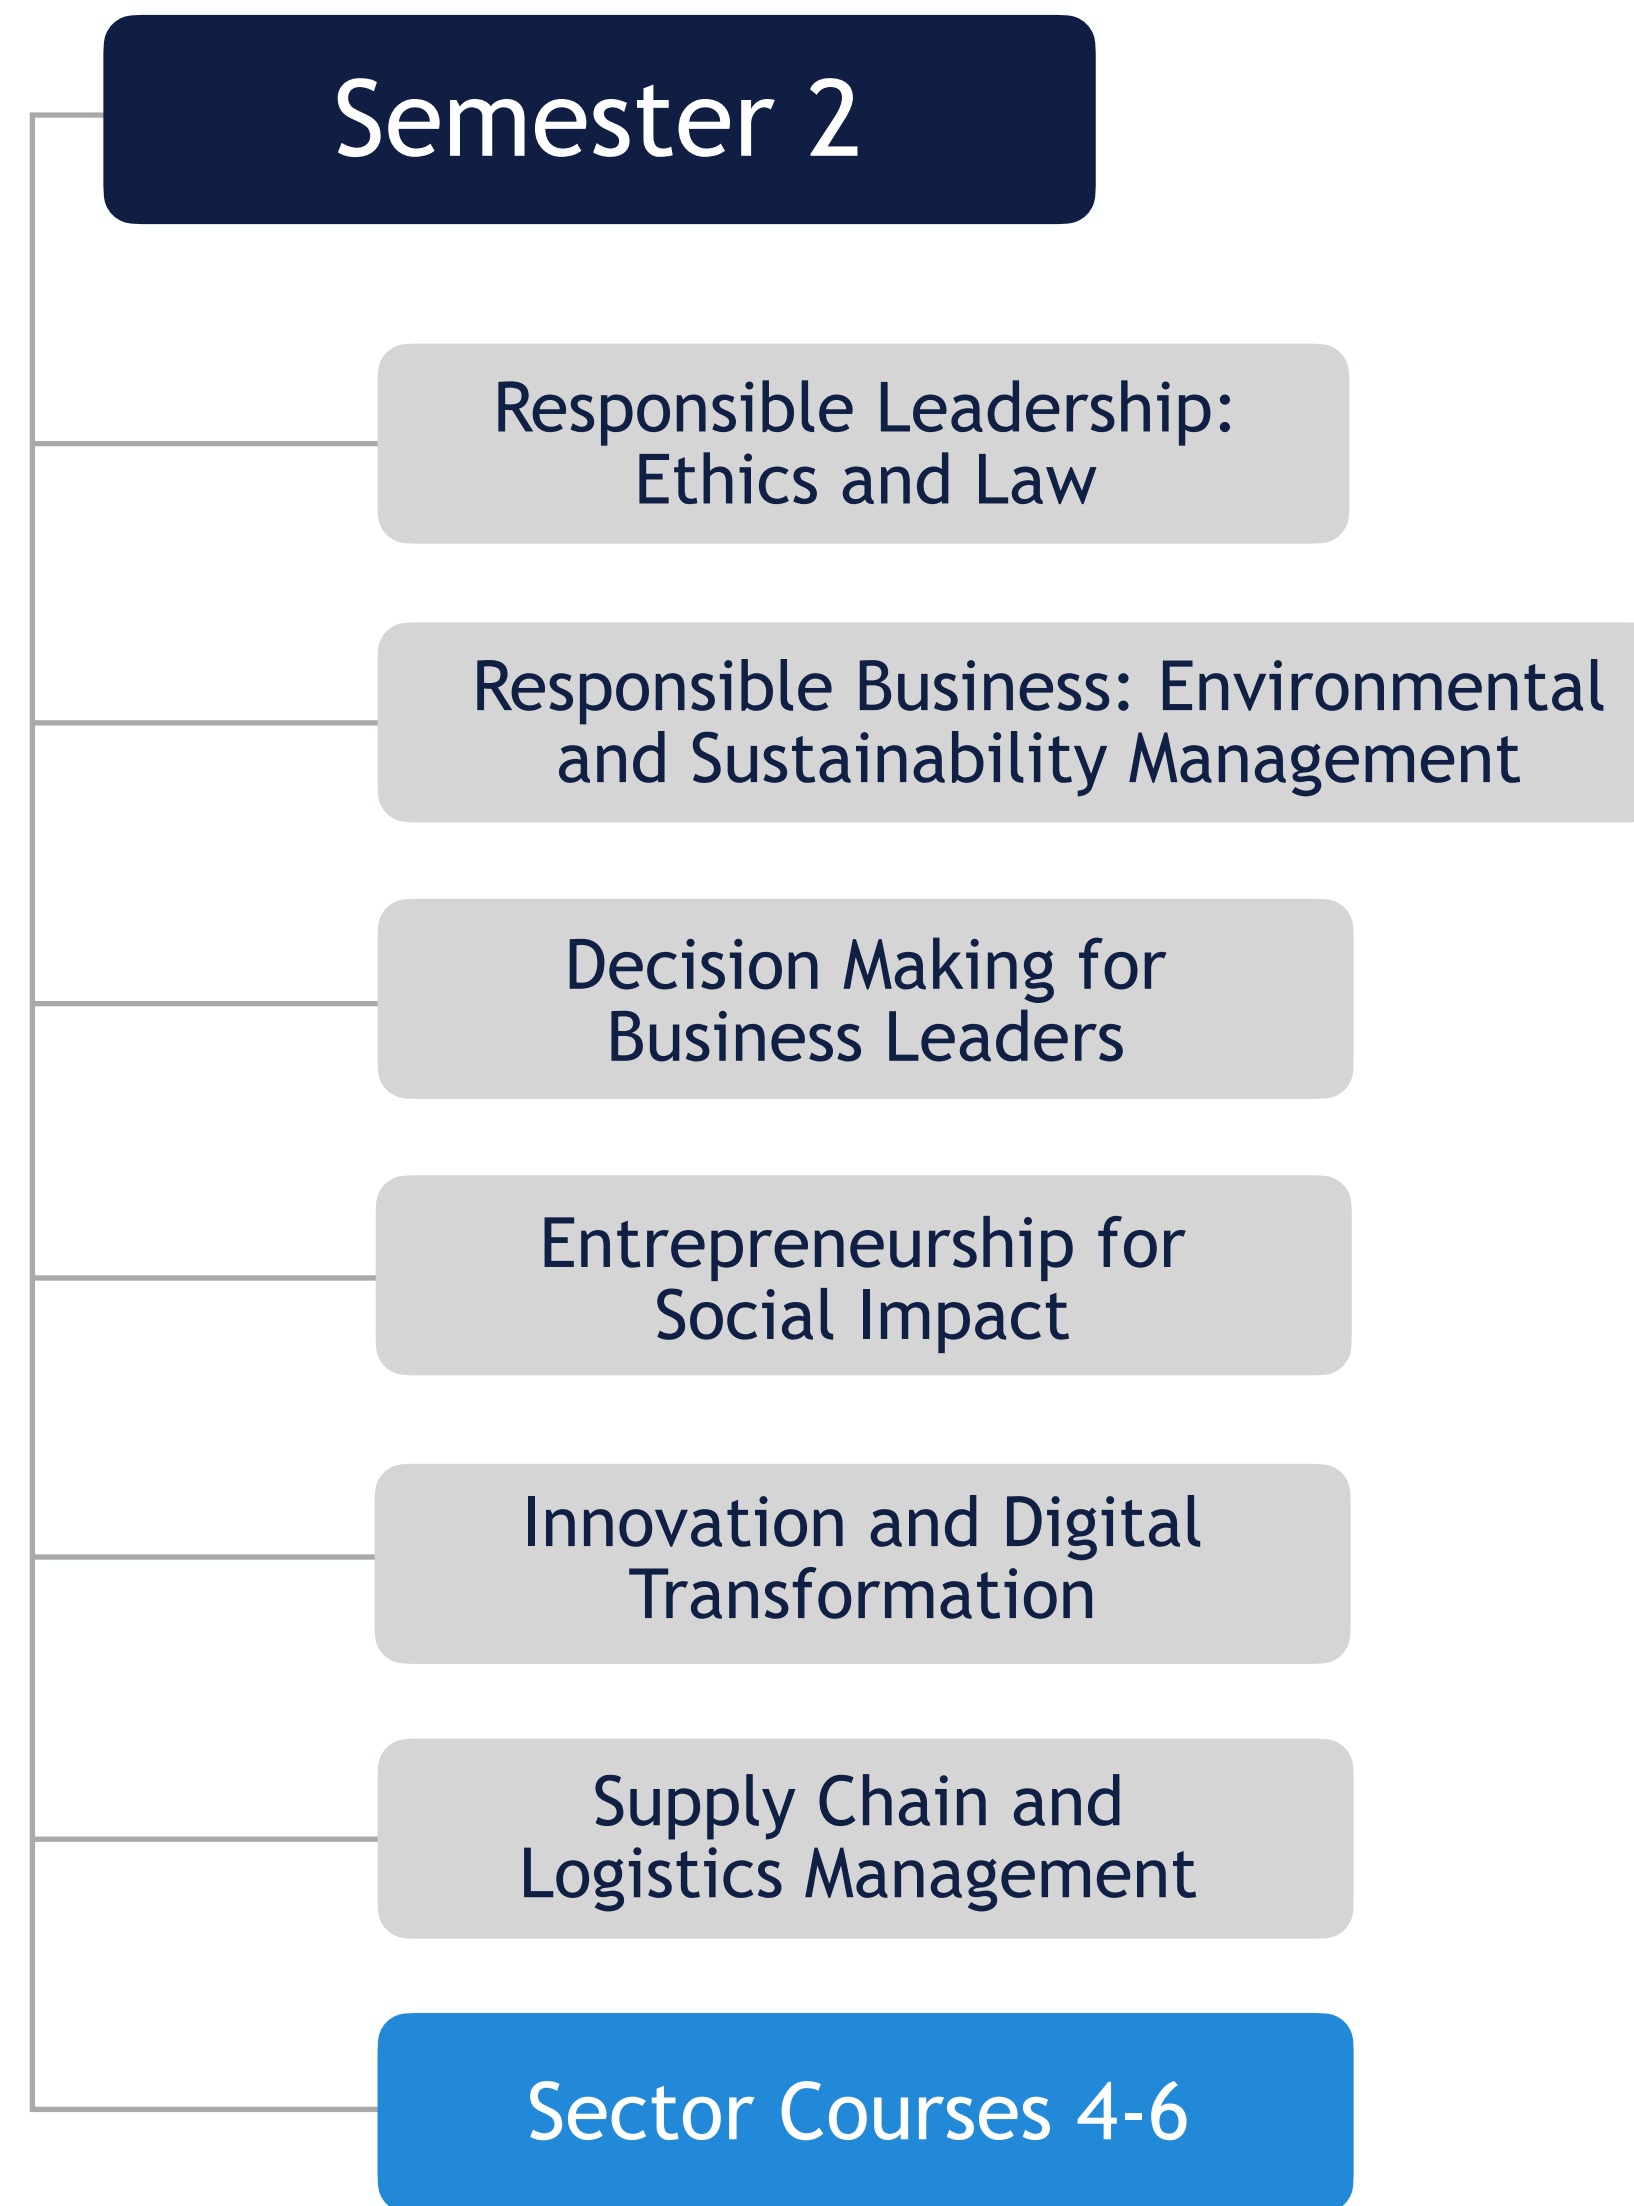 Semester 2
Responsible Leadership:
Ethics and Law
Responsible Business: Environmental
and Sustainability Management
Decision Making for
Business Leaders
Entrepreneurship for
Social Impact
Innovation and Digital
Transformation
Supply Chain and
Logistics Management
Sector Courses 4-6